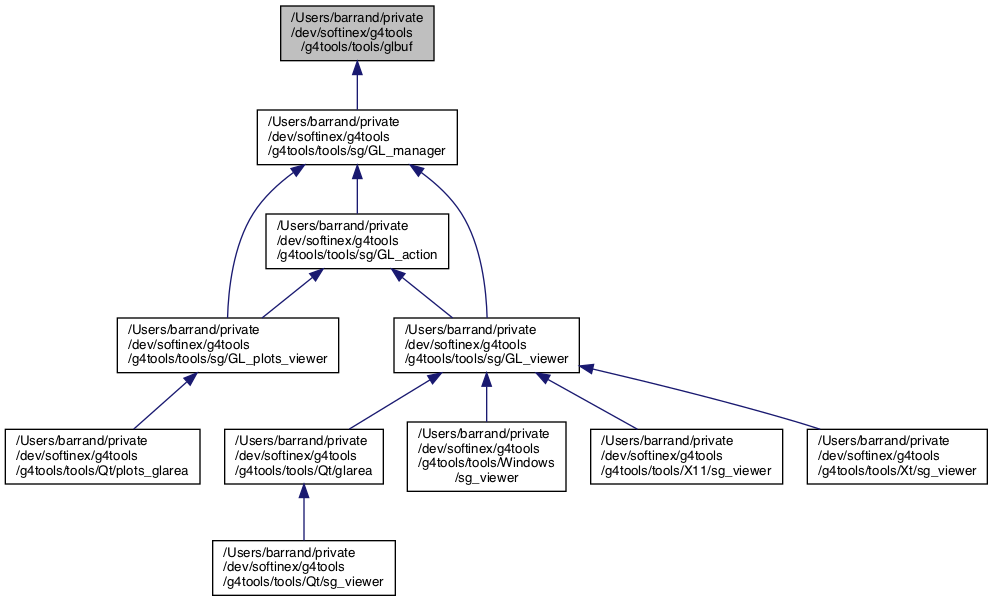 /Users/barrand/private
/dev/softinex/g4tools
/g4tools/tools/glbuf
/Users/barrand/private
/dev/softinex/g4tools
/g4tools/tools/sg/GL_manager
/Users/barrand/private
/dev/softinex/g4tools
/g4tools/tools/sg/GL_action
/Users/barrand/private
/dev/softinex/g4tools
/g4tools/tools/sg/GL_plots_viewer
/Users/barrand/private
/dev/softinex/g4tools
/g4tools/tools/sg/GL_viewer
/Users/barrand/private
/dev/softinex/g4tools
/g4tools/tools/Qt/plots_glarea
/Users/barrand/private
/dev/softinex/g4tools
/g4tools/tools/Qt/glarea
/Users/barrand/private
/dev/softinex/g4tools
/g4tools/tools/Windows
/sg_viewer
/Users/barrand/private
/dev/softinex/g4tools
/g4tools/tools/X11/sg_viewer
/Users/barrand/private
/dev/softinex/g4tools
/g4tools/tools/Xt/sg_viewer
/Users/barrand/private
/dev/softinex/g4tools
/g4tools/tools/Qt/sg_viewer